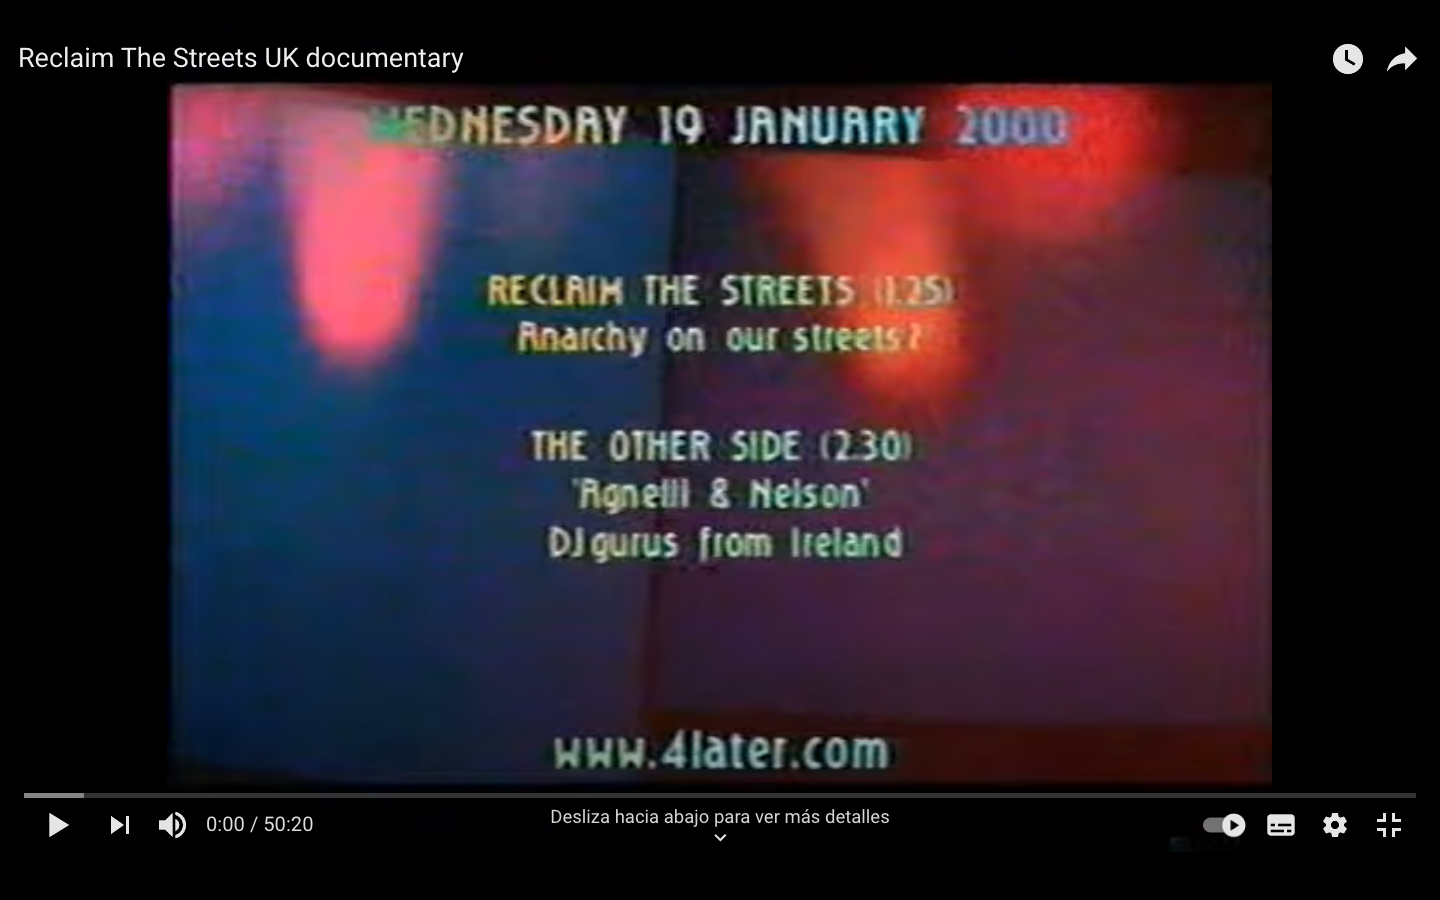 Reclaim The Streets UK documentary
WEDNESDAY 19 JANUARY 2000
RECLAIM THE STREETS (1.25)
Anarchy on our streets?
THE OTHER SIDE (2.30)
'Agnelli & Nelson'
DJ gurus from Ireland
www.4later.com
0:00 / 50:20
Desliza hacia abajo para ver más detalles